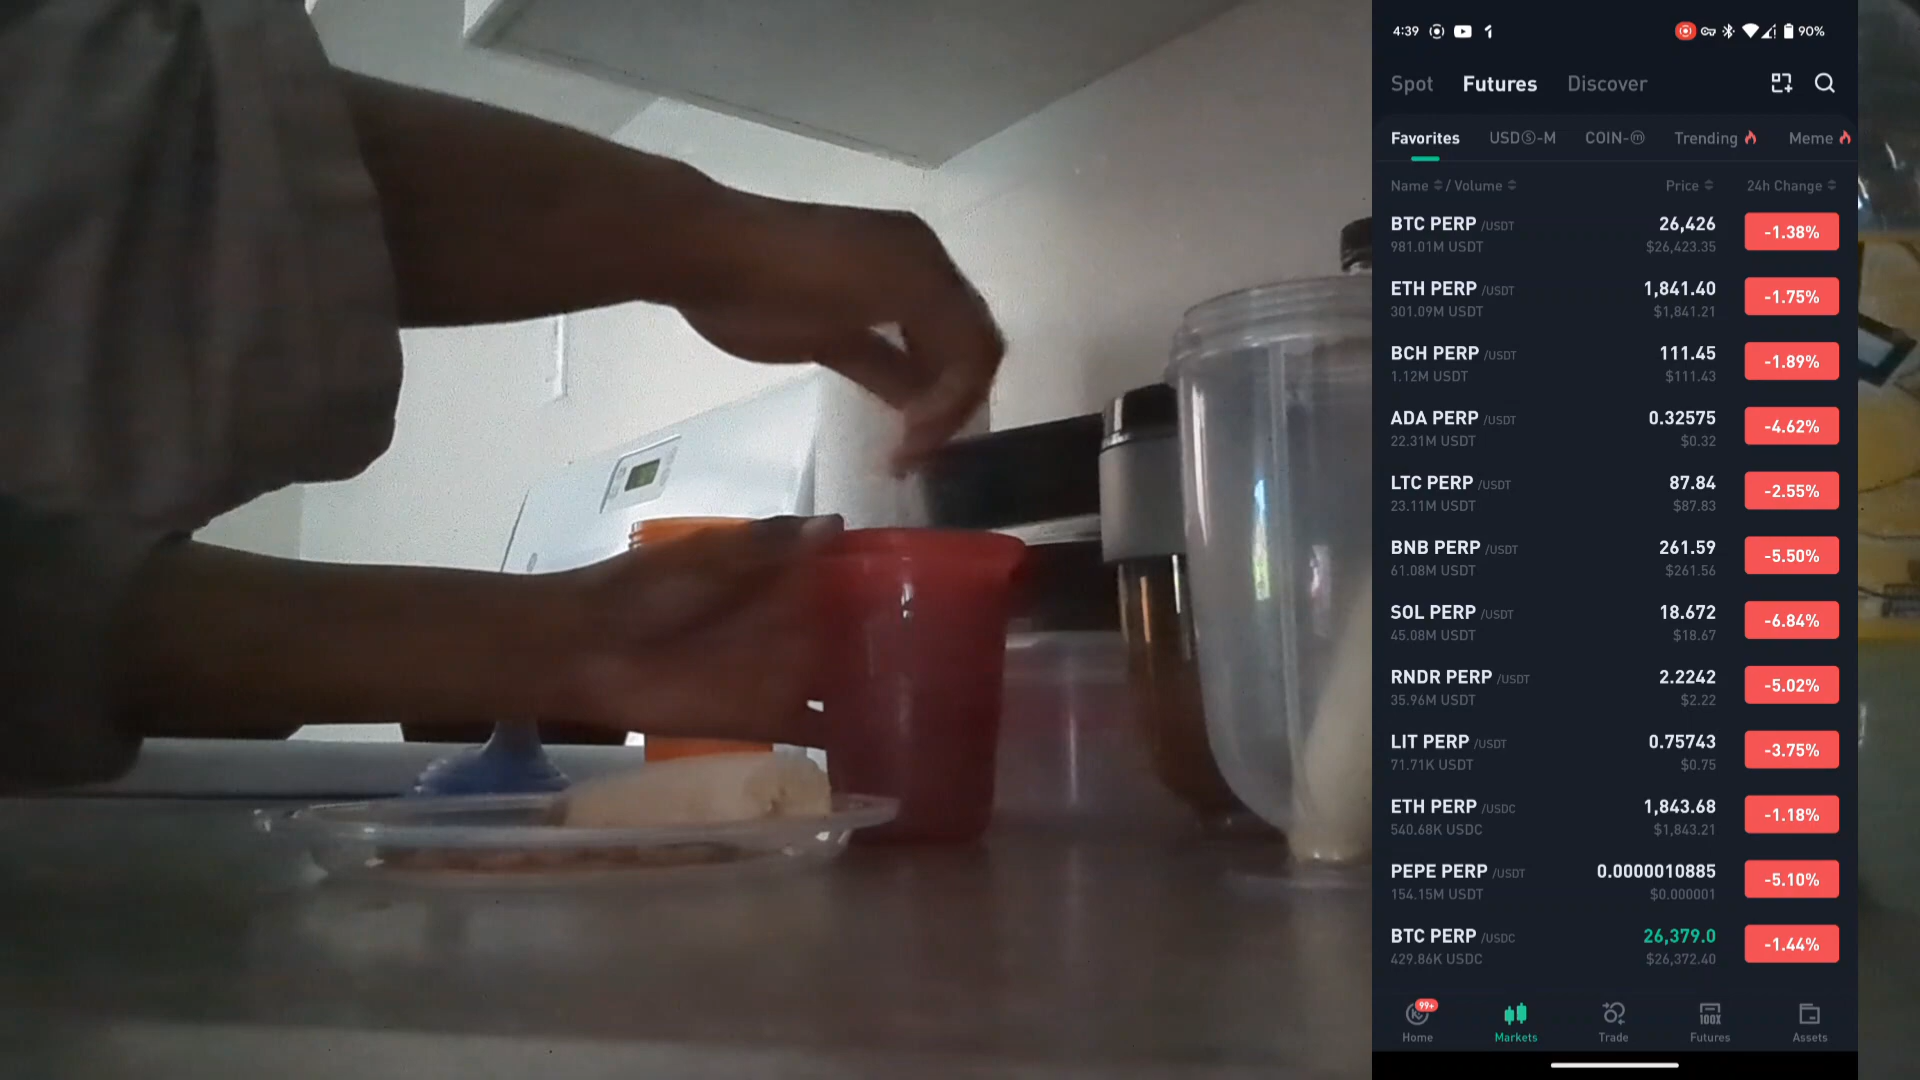 4:39 90%
Spot Futures Discover
Favorites USDⓈ-M COIN-ⓜ Trending Meme
Name / Volume Price 24h Change
BTC PERP /USDT 26,426 -1.38%
981.01M USDT $26,423.35
ETH PERP /USDT 1,841.40 -1.75%
301.09M USDT $1,841.21
BCH PERP /USDT 111.45 -1.89%
1.12M USDT $111.43
ADA PERP /USDT 0.32575 -4.62%
22.31M USDT $0.32
LTC PERP /USDT 87.84 -2.55%
23.11M USDT $87.83
BNB PERP /USDT 261.59 -5.50%
61.08M USDT $261.56
SOL PERP /USDT 18.672 -6.84%
45.08M USDT $18.67
RNDR PERP /USDT 2.2242 -5.02%
35.96M USDT $2.22
LIT PERP /USDT 0.75743 -3.75%
71.71K USDT $0.75
ETH PERP /USDC 1,843.68 -1.18%
540.68K USDC $1,843.21
PEPE PERP /USDT 0.0000010885 -5.10%
154.15M USDT $0.000001
BTC PERP /USDC 26,379.0 -1.44%
429.86K USDC $26,372.40
99+ 100X
Home Markets Trade Futures Assets